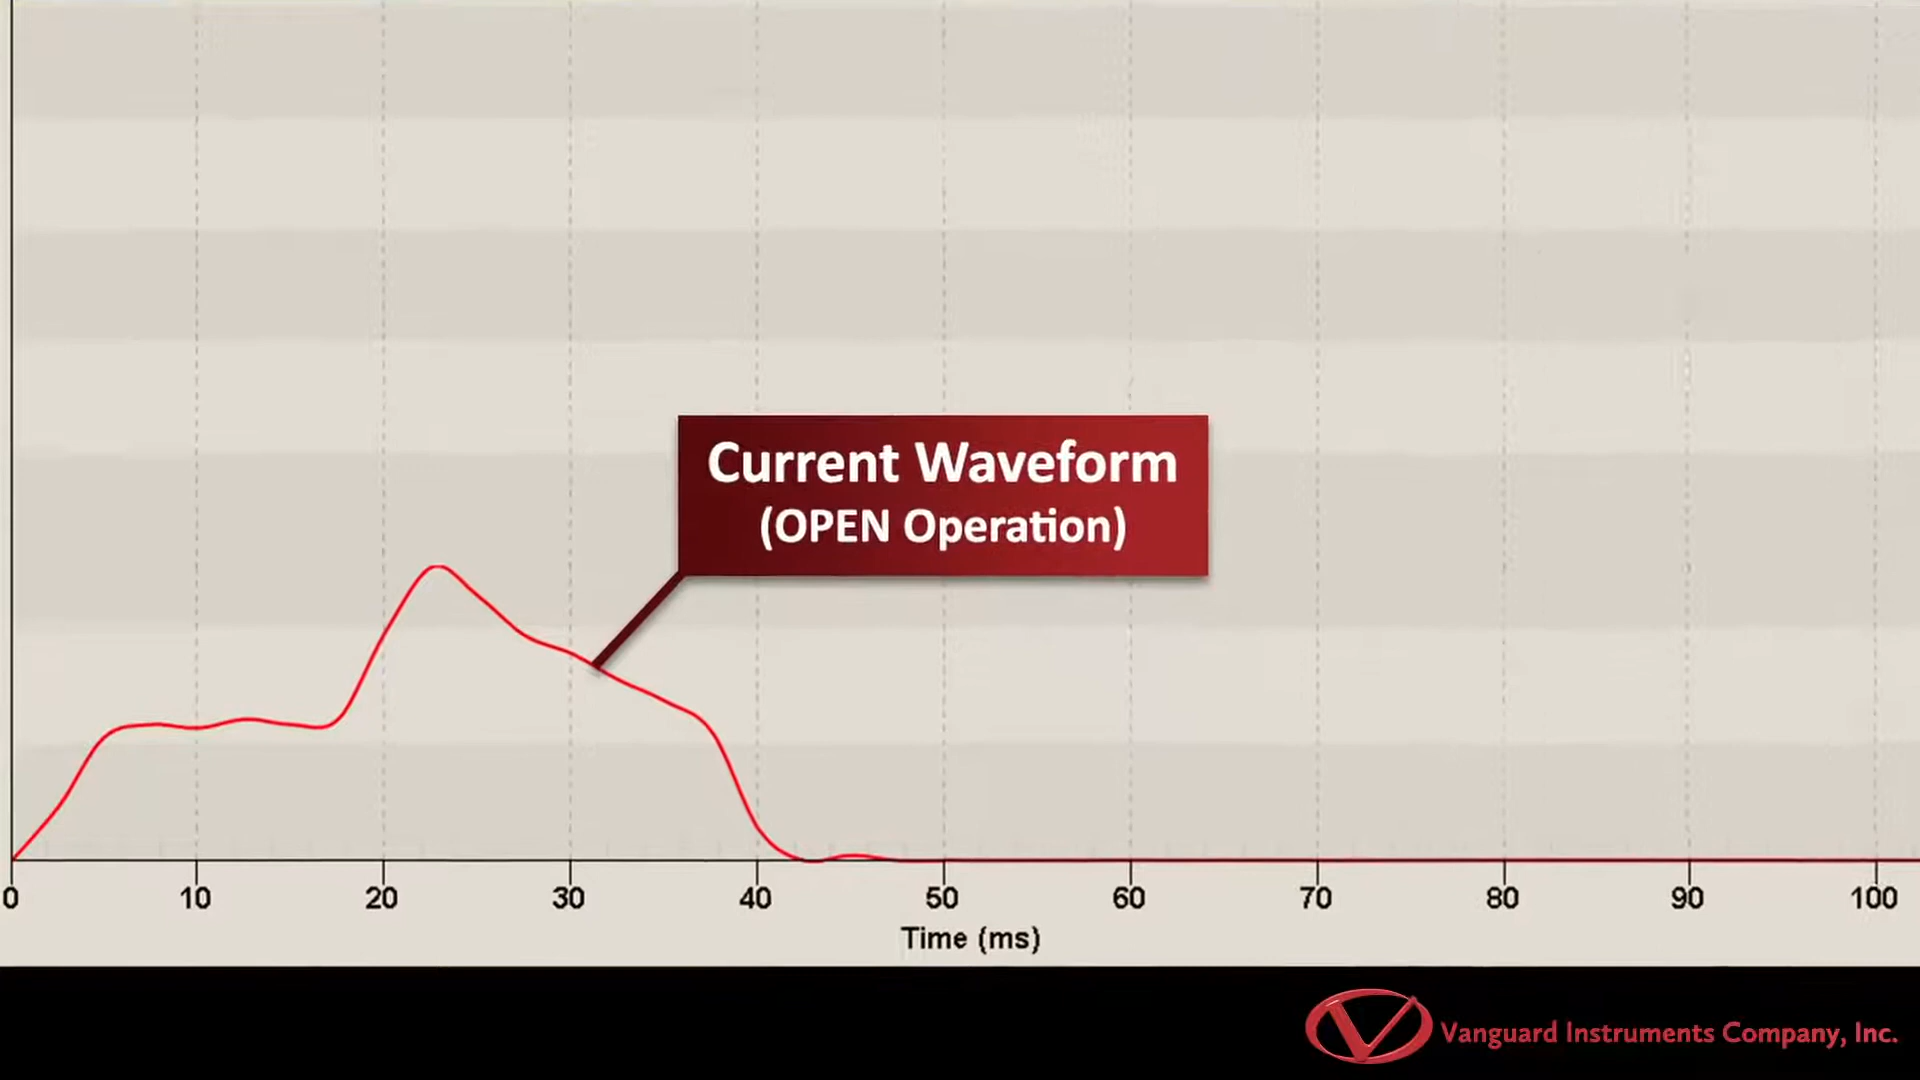 Current Waveform
(OPEN Operation)
0 10 20 30 40 50 60 70 80 90 100
Time (ms)
Vanguard Instruments Company, Inc.